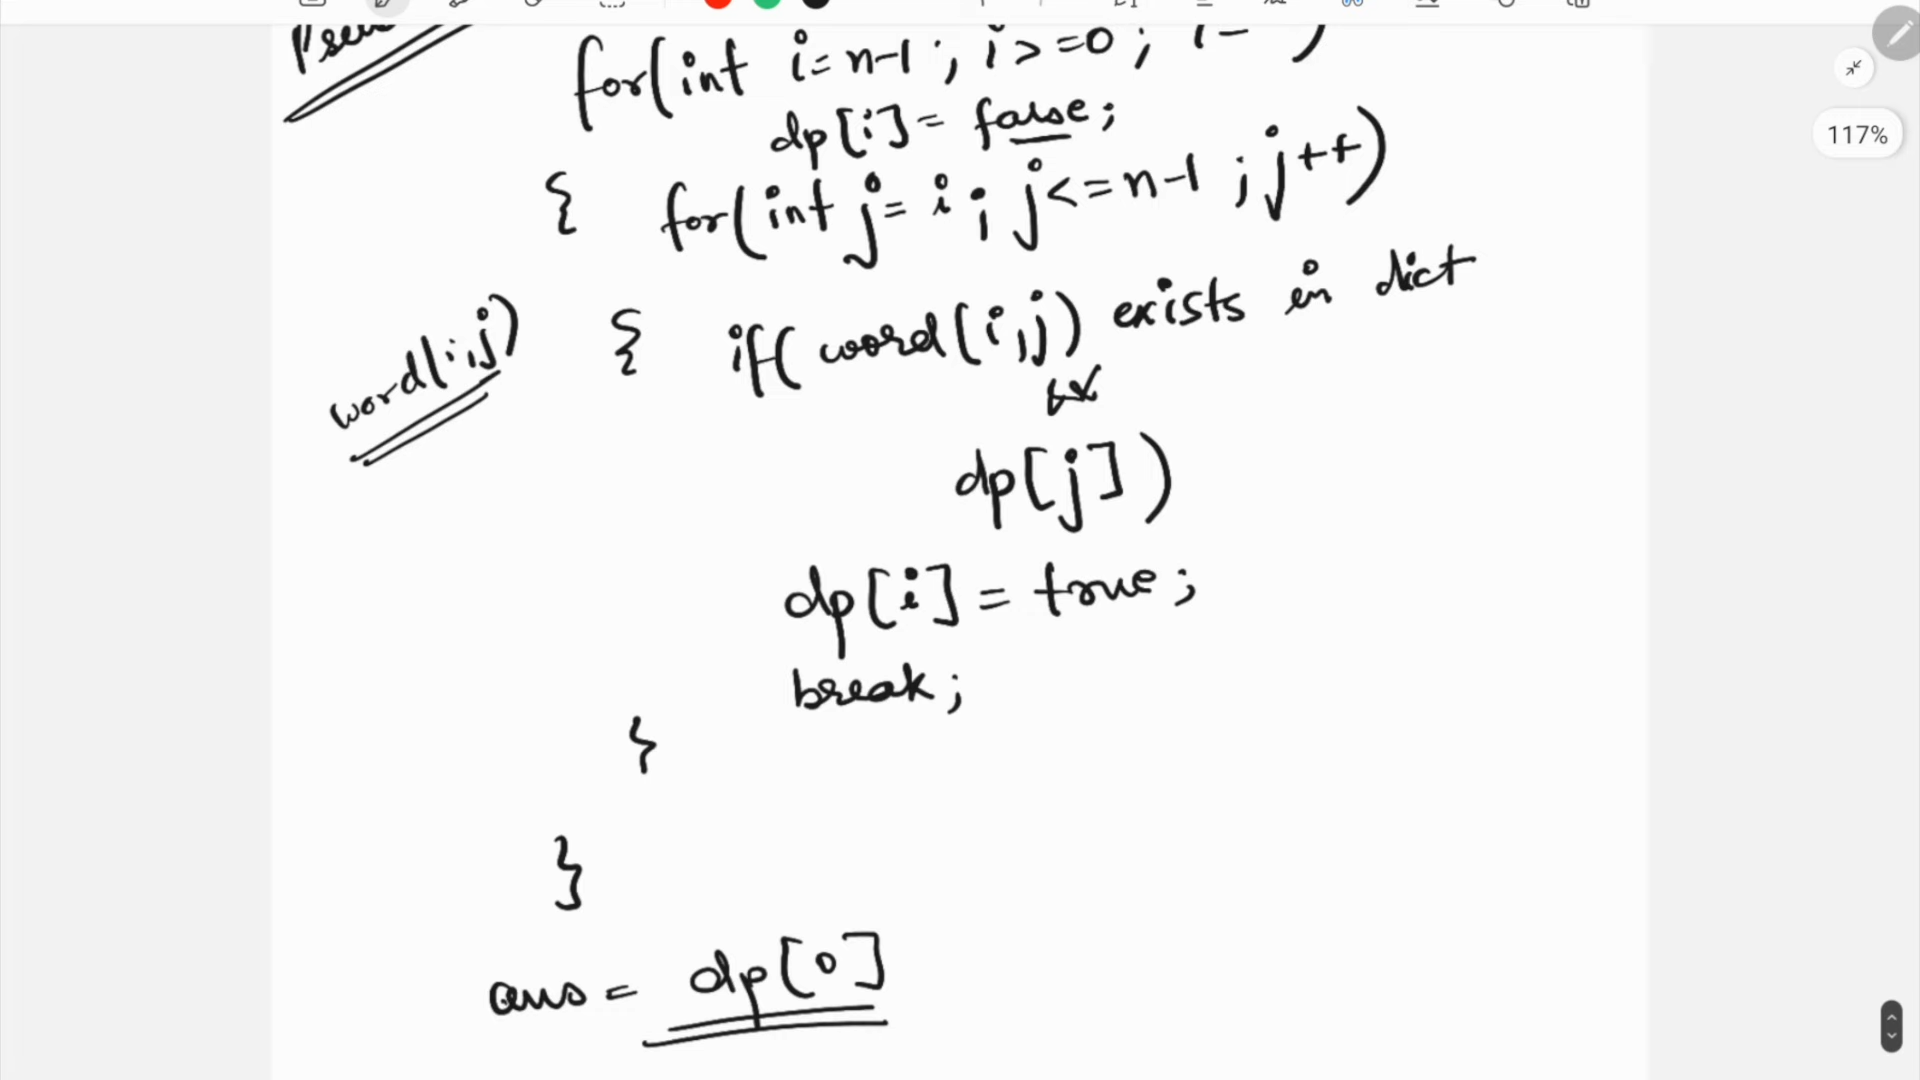 for(int i=n-1; i>=0; i-
dp[i]= false;
{ for(int j= i ; j<=n-1 ; j++)
word(i,j)
{ if( word(i,j) exists in dict
dp[j])
dp[i]= true;
break;
}
}
ans = dp[0]
117%